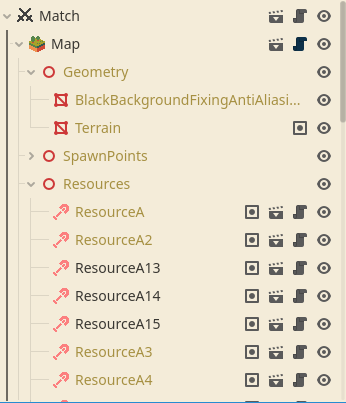 Match
Map
Geometry
BlackBackgroundFixingAntiAliasi...
Terrain
SpawnPoints
Resources
ResourceA
ResourceA2
ResourceA13
ResourceA14
ResourceA15
ResourceA3
ResourceA4